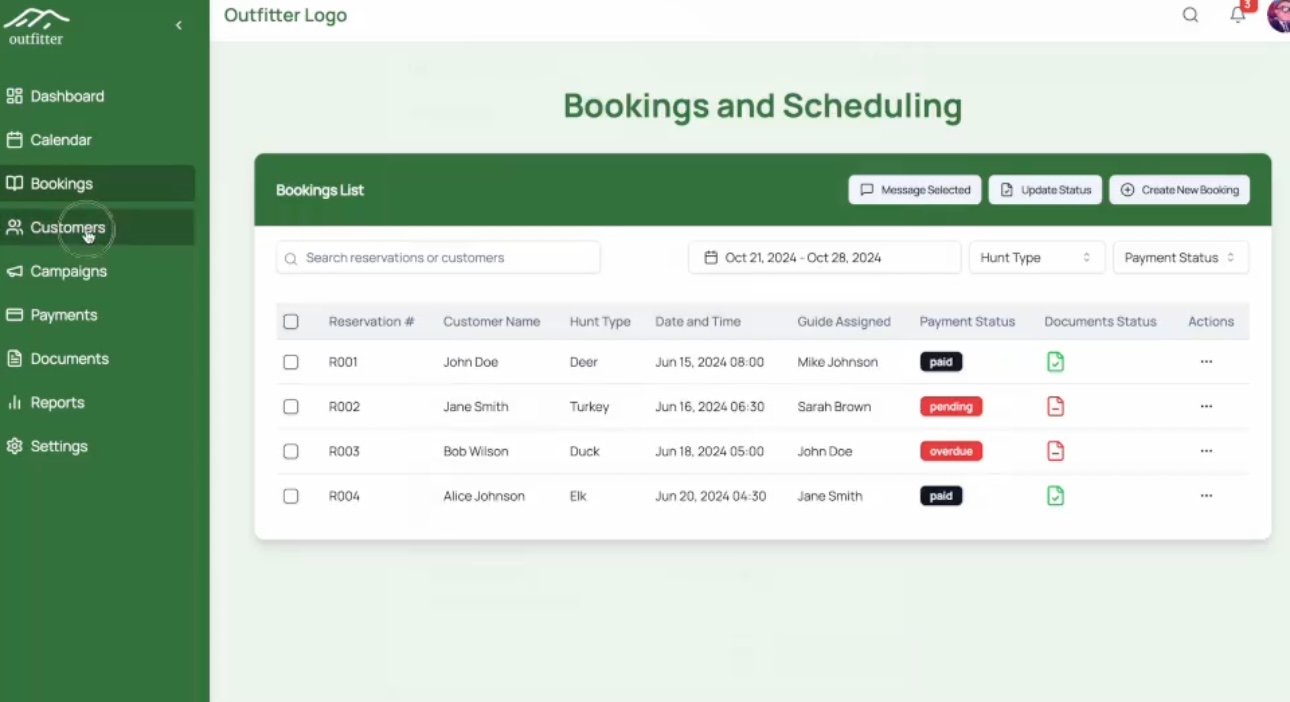 outfitter
Outfitter Logo
3
Dashboard
Calendar
Bookings
Customers
Campaigns
Payments
Documents
Reports
Settings
Bookings and Scheduling
Bookings List
Message Selected
Update Status
Create New Booking
Search reservations or customers
Oct 21, 2024 - Oct 28, 2024
Hunt Type
Payment Status
Reservation # Customer Name Hunt Type Date and Time Guide Assigned Payment Status Documents Status Actions
R001 John Doe Deer Jun 15, 2024 08:00 Mike Johnson paid
R002 Jane Smith Turkey Jun 16, 2024 06:30 Sarah Brown pending
R003 Bob Wilson Duck Jun 18, 2024 05:00 John Doe overdue
R004 Alice Johnson Elk Jun 20, 2024 04:30 Jane Smith paid